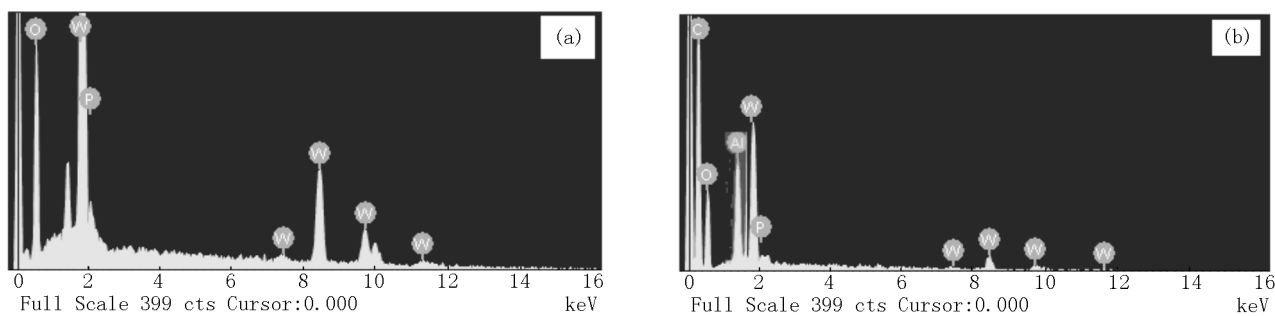 (a)
O W P W W W W
0 2 4 6 8 10 12 14 16
Full Scale 399 cts Cursor:0.000 keV
(b)
C O Al W P W W W W
0 2 4 6 8 10 12 14 16
Full Scale 399 cts Cursor:0.000 keV